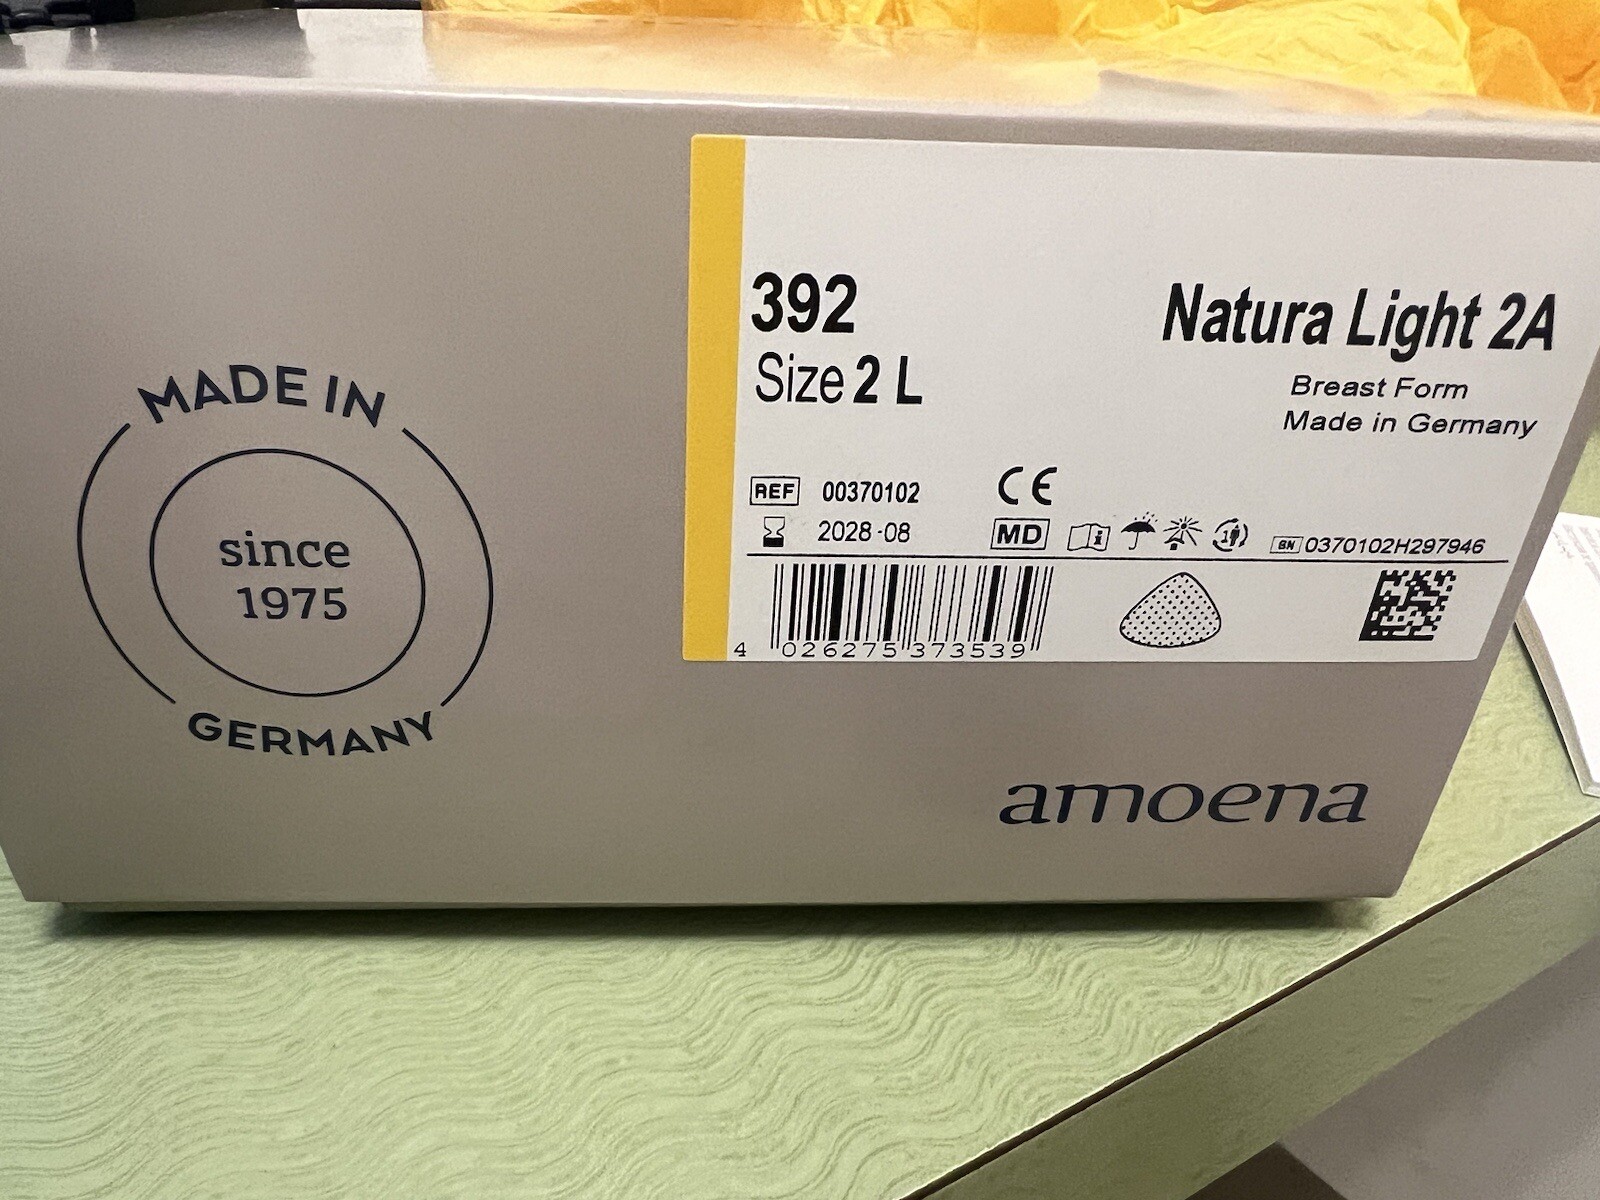 MADE IN
since
1975
GERMANY
392
Size 2 L
Natura Light 2A
Breast Form
Made in Germany
REF 00370102
CE
2028-08
MD
BN 0370102H297946
4 026275 373539
amoena